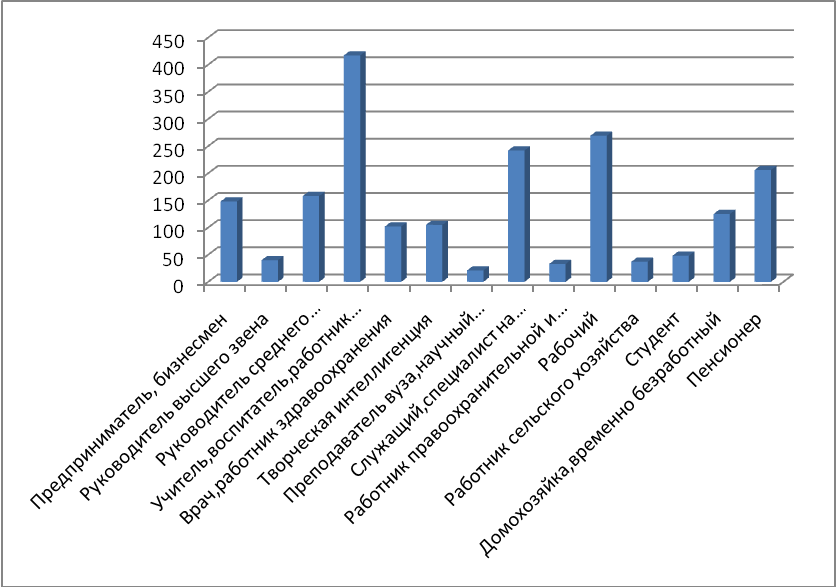 450
400
350
300
250
200
150
100
50
0
Предприниматель, бизнесмен
Руководитель высшего звена
Руководитель среднего…
Учитель,воспитатель,работник…
Врач,работник здравоохранения
Творческая интеллигенция
Преподаватель вуза,научный…
Служащий,специалист на…
Работник правоохранительной и…
Рабочий
Работник сельского хозяйства
Студент
Домохозяйка,временно безработный
Пенсионер